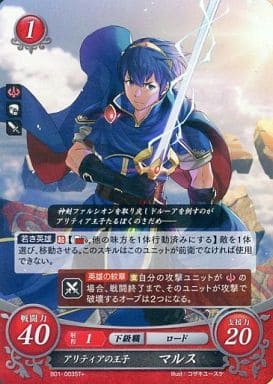 1
神剣ファルシオンを取り戻しドルーアを倒すのが
アリティア王子たるぼくのきだめ――
若き英雄 起【 、他の味方を1体行動済みにする】敵を1体
選び、移動させる。このスキルはこのユニットが前衛でなければ使用
できない。
英雄の紋章 自分の攻撃ユニットが の
場合、戦闘終了まで、そのユニットが攻撃で
破壊するオーブは2つになる。
戦闘力
40
射程 1
下級職
ロード
支援力
20
アリティアの王子 マルス
B01-003ST+
Illust：コザキユースケ